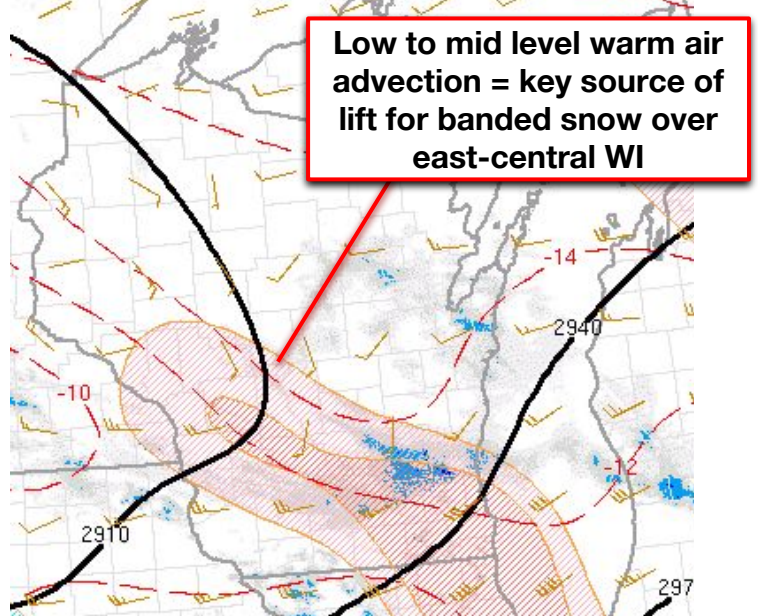 Low to mid level warm air
advection = key source of
lift for banded snow over
east-central WI
-14
2940
-10
-12
2910
297